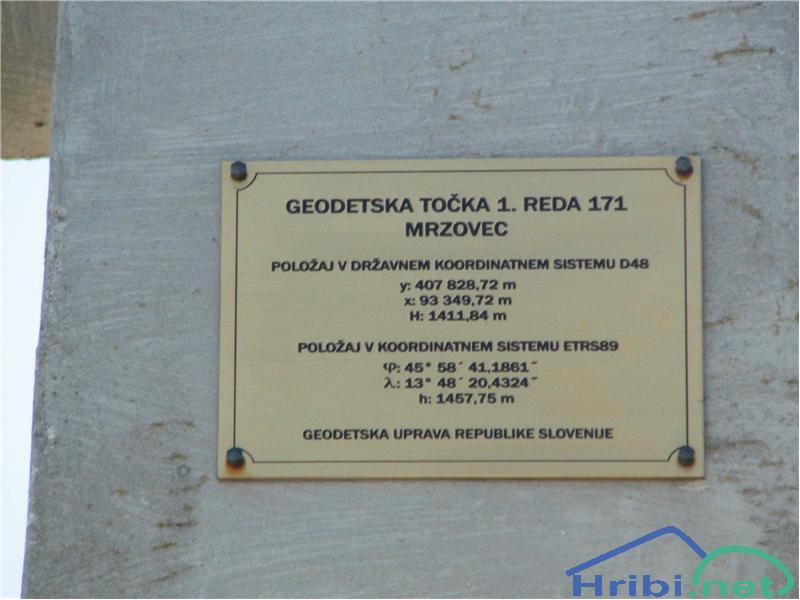 GEODETSKA TOČKA 1. REDA 171
MRZOVEC
POLOŽAJ V DRŽAVNEM KOORDINATNEM SISTEMU D48
y: 407 828,72 m
x: 93 349,72 m
H: 1411,84 m
POLOŽAJ V KOORDINATNEM SISTEMU ETRS89
φ: 45° 58´ 41,1861˝
λ: 13° 48´ 20,4324˝
h: 1457,75 m
GEODETSKA UPRAVA REPUBLIKE SLOVENIJE
Hribi.net